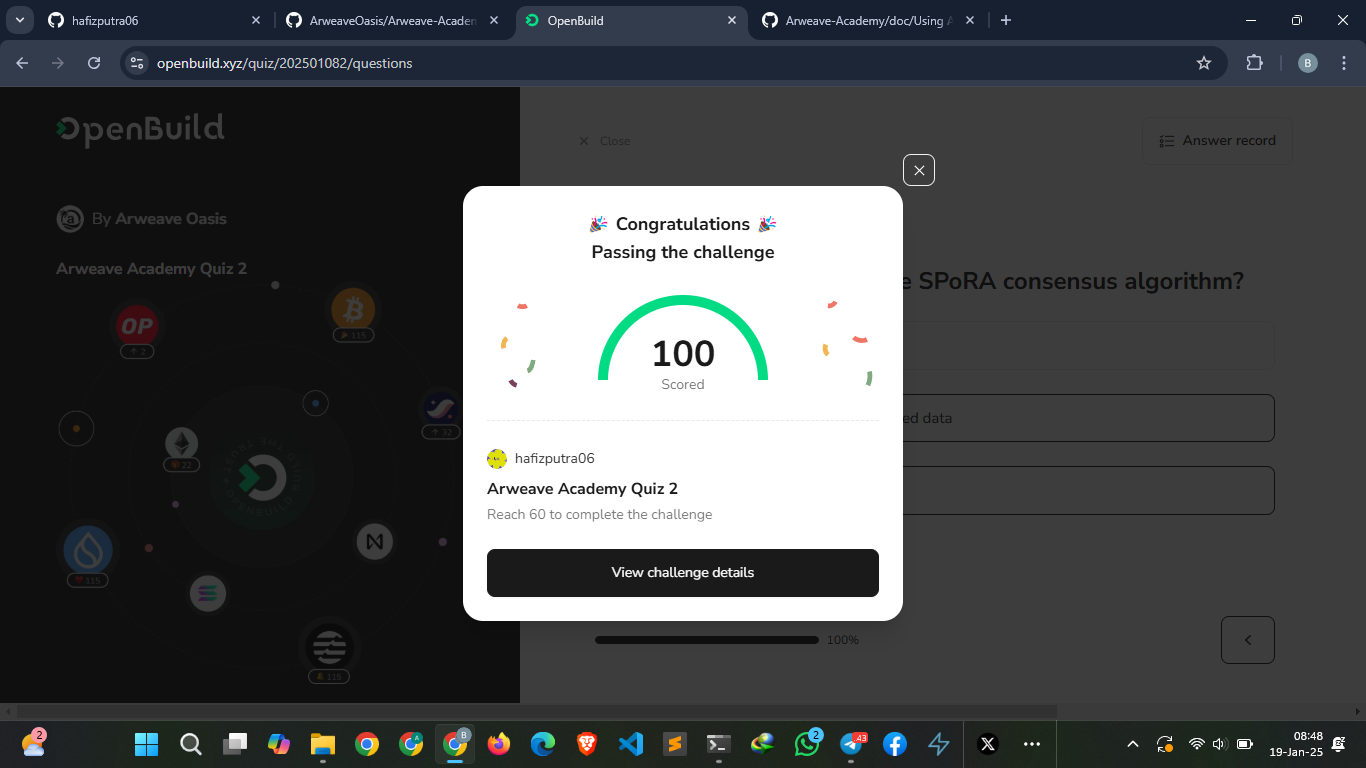 hafizputra06
ArweaveOasis/Arweave-Academ
OpenBuild
Arweave-Academy/doc/Using A
openbuild.xyz/quiz/202501082/questions
B
OpenBuild
By Arweave Oasis
Arweave Academy Quiz 2
OP
2
115
32
22
115
115
Close
Answer record
e SPoRA consensus algorithm?
ed data
100%
Congratulations
Passing the challenge
100
Scored
hafizputra06
Arweave Academy Quiz 2
Reach 60 to complete the challenge
View challenge details
2
A
B
2
43
08:48
19-Jan-25